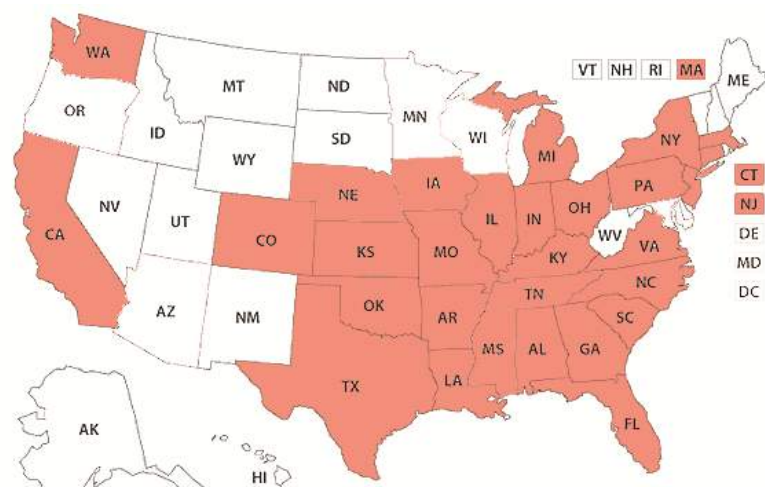 WA
VT NH RI MA
ME
MT ND
OR MN
ID SD WI NY
WY MI
CT
NE IA PA
NJ
NV UT IL IN OH
DE
CA CO WV VA
KS MO KY MD
NC
DC
AZ NM OK AR TN
SC
MS AL GA
TX LA
FL
AK
HI